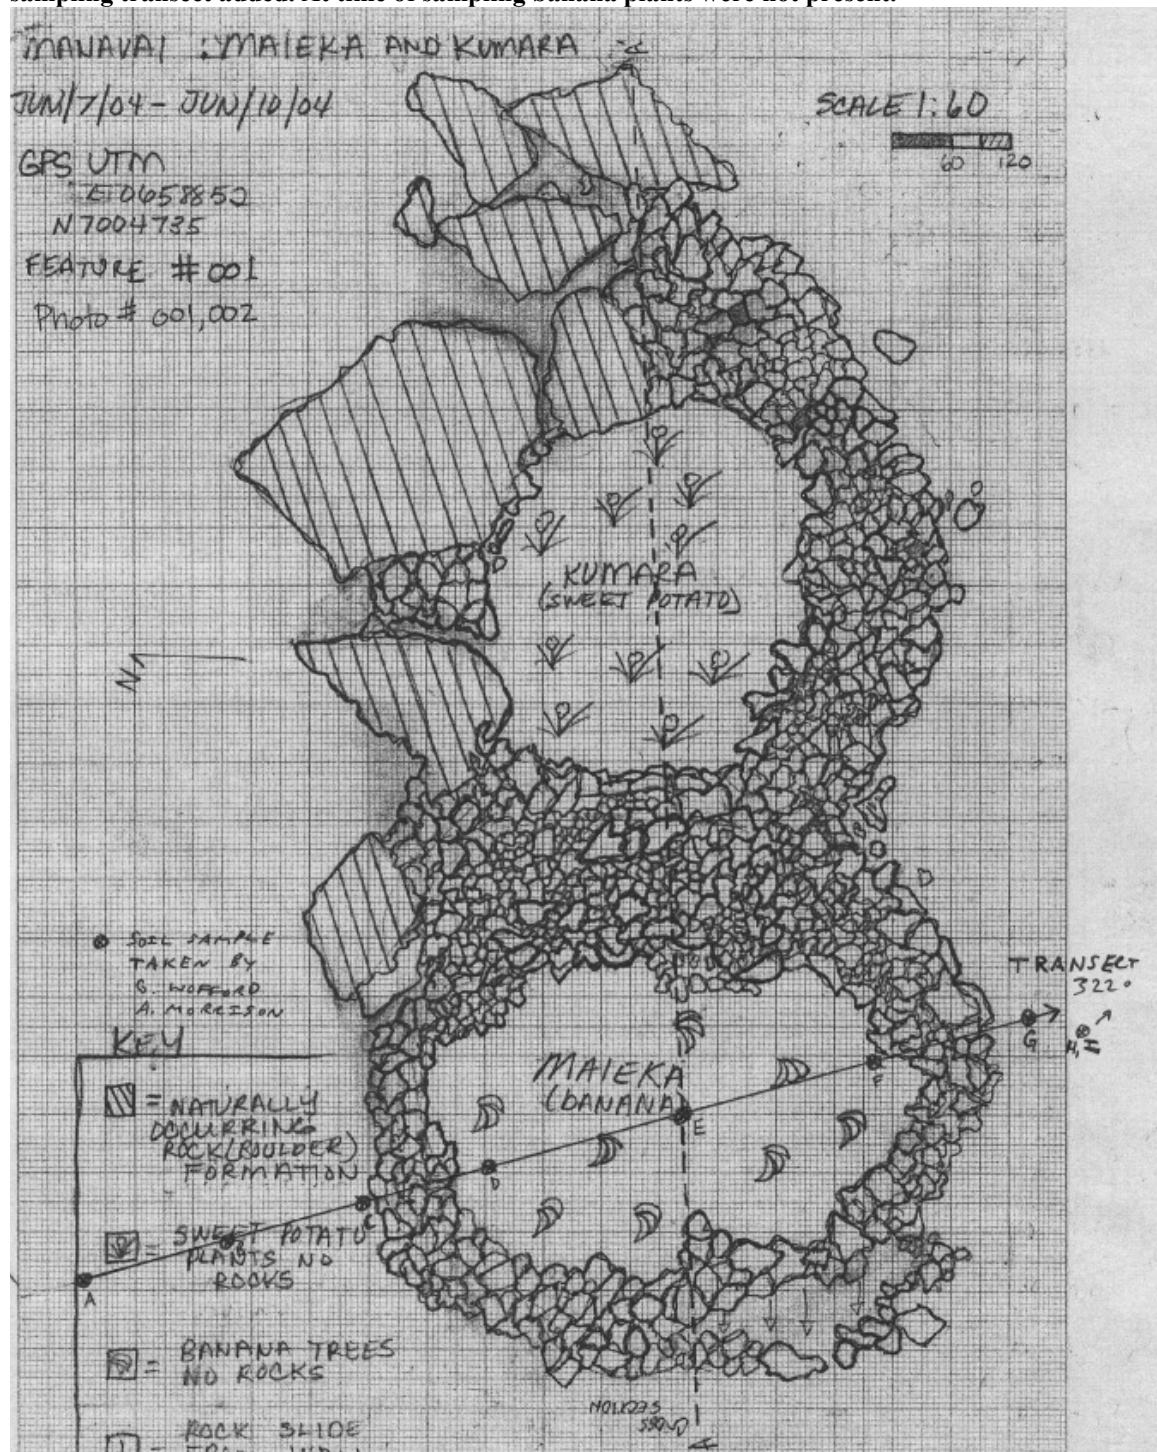 sampling transect added. At time of sampling banana plants were not present.
MANAVAI : MAIEKA AND KUMARA
JUN/7/04 - JUN/10/04
SCALE 1:60
60 120
GPS UTM
E 0658852
N 7004735
FEATURE #001
Photo # 001,002
KUMARA
(SWEET POTATO)
N
SOIL SAMPLE
TAKEN BY
G. WOFFORD
A. MORRISON
TRANSECT
322°
G
H, I
F
MAIEKA
(BANANA)
E
D
C
B
A
KEY
= NATURALLY
OCCURRING
ROCK (BOULDER)
FORMATION
= SWEET POTATO
PLANTS NO
ROCKS
= BANANA TREES
NO ROCKS
= ROCK SLIDE
CROSS
SECTION